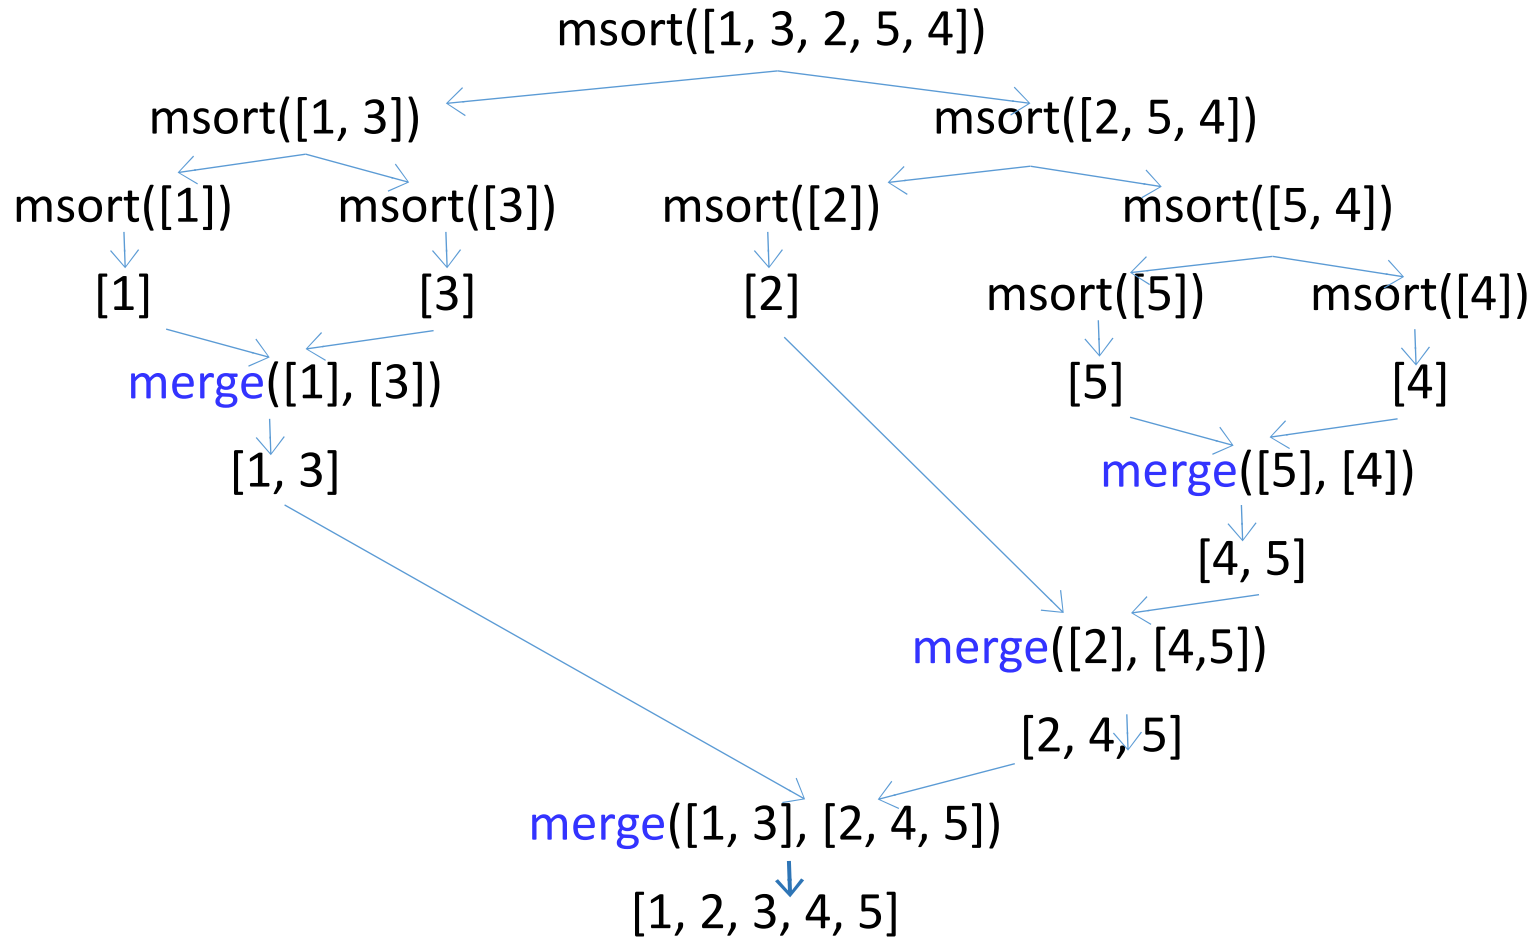 msort([1, 3, 2, 5, 4])
msort([1, 3]) msort([2, 5, 4])
msort([1]) msort([3]) msort([2]) msort([5, 4])
[1] [3] [2] msort([5]) msort([4])
merge([1], [3]) [5] [4]
[1, 3] merge([5], [4])
[4, 5]
merge([2], [4,5])
[2, 4, 5]
merge([1, 3], [2, 4, 5])
[1, 2, 3, 4, 5]